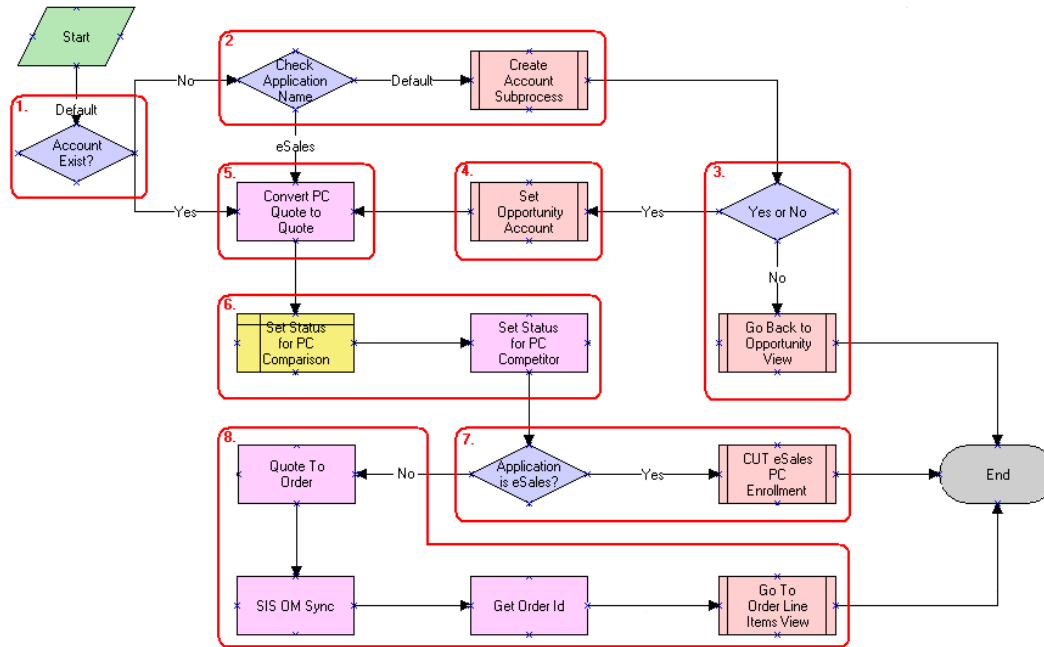 Start
2
Check
Application
Name
No
Default
Create
Account
Subprocess
1.
Default
Account
Exist?
eSales
5.
Convert PC
Quote to
Quote
Yes
4.
Set
Opportunity
Account
Yes
3.
Yes or No
No
6.
Set Status
for PC
Comparison
Set Status
for PC
Competitor
Go Back to
Opportunity
View
8.
Quote To
Order
No
7.
Application
is eSales?
Yes
CUT eSales
PC
Enrollment
End
SIS OM Sync
Get Order Id
Go To
Order Line
Items View